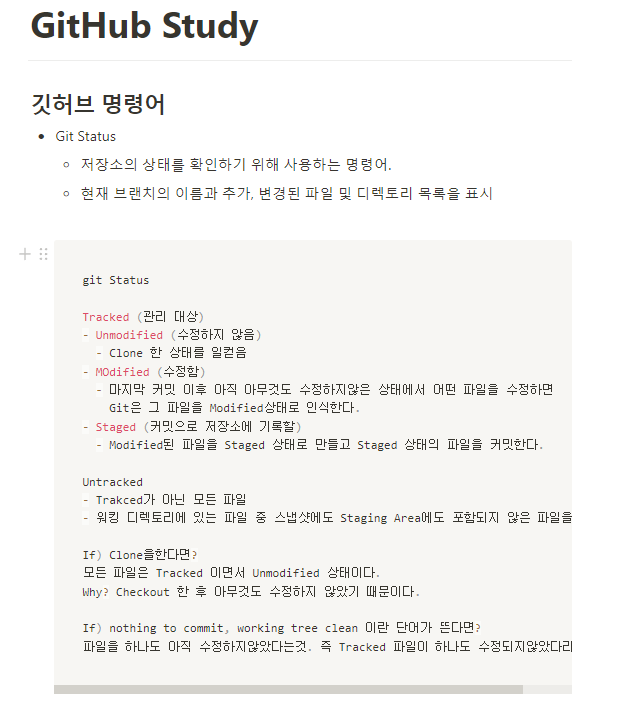 GitHub Study
깃허브 명령어
• Git Status
◦ 저장소의 상태를 확인하기 위해 사용하는 명령어.
◦ 현재 브랜치의 이름과 추가, 변경된 파일 및 디렉토리 목록을 표시
git Status
Tracked (관리 대상)
- Unmodified (수정하지 않음)
- Clone 한 상태를 일컫음
- MOdified (수정함)
- 마지막 커밋 이후 아직 아무것도 수정하지않은 상태에서 어떤 파일을 수정하면
Git은 그 파일을 Modified상태로 인식한다.
- Staged (커밋으로 저장소에 기록할)
- Modified된 파일을 Staged 상태로 만들고 Staged 상태의 파일을 커밋한다.
Untracked
- Trakced가 아닌 모든 파일
- 워킹 디렉토리에 있는 파일 중 스냅샷에도 Staging Area에도 포함되지 않은 파일을
If) Clone을한다면?
모든 파일은 Tracked 이면서 Unmodified 상태이다.
Why? Checkout 한 후 아무것도 수정하지 않았기 때문이다.
If) nothing to commit, working tree clean 이란 단어가 뜬다면?
파일을 하나도 아직 수정하지않았다는것. 즉 Tracked 파일이 하나도 수정되지않았다라